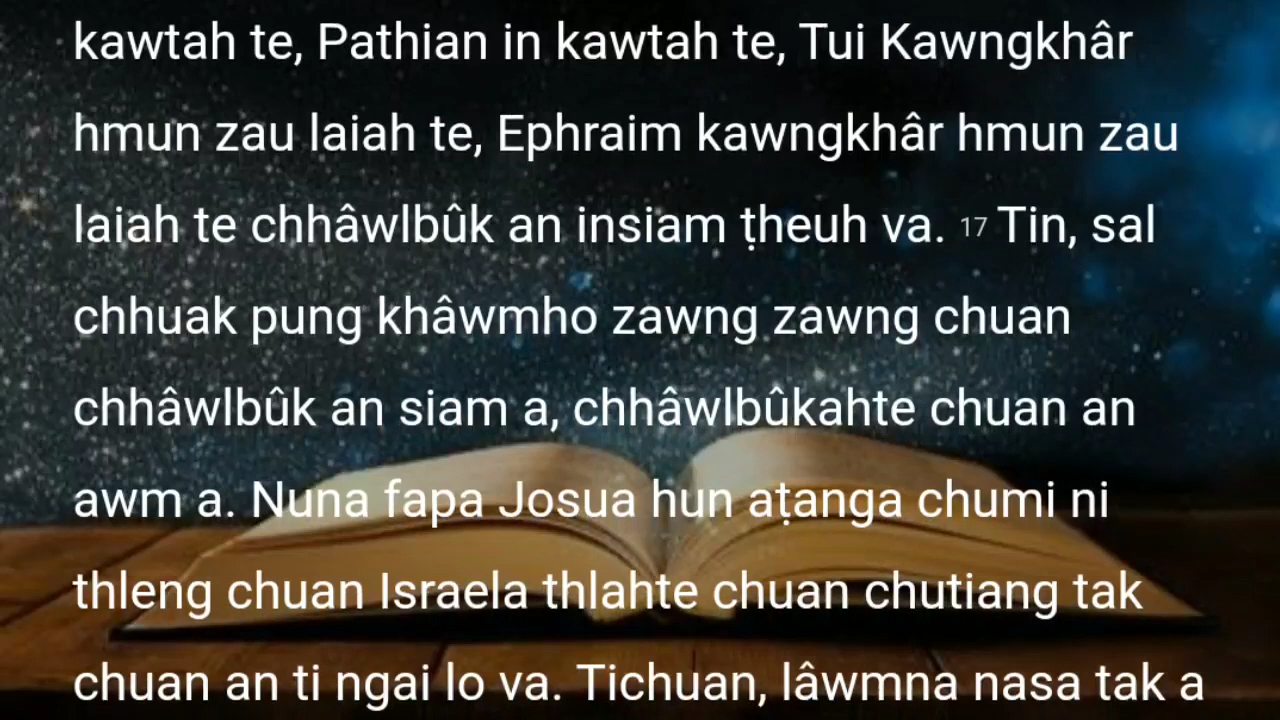 kawtah te, Pathian in kawtah te, Tui Kawngkhâr
hmun zau laiah te, Ephraim kawngkhâr hmun zau
laiah te chhâwlbûk an insiam ṭheuh va. 17 Tin, sal
chhuak pung khâwmho zawng zawng chuan
chhâwlbûk an siam a, chhâwlbûkahte chuan an
awm a. Nuna fapa Josua hun aṭanga chumi ni
thleng chuan Israela thlahte chuan chutiang tak
chuan an ti ngai lo va. Tichuan, lâwmna nasa tak a